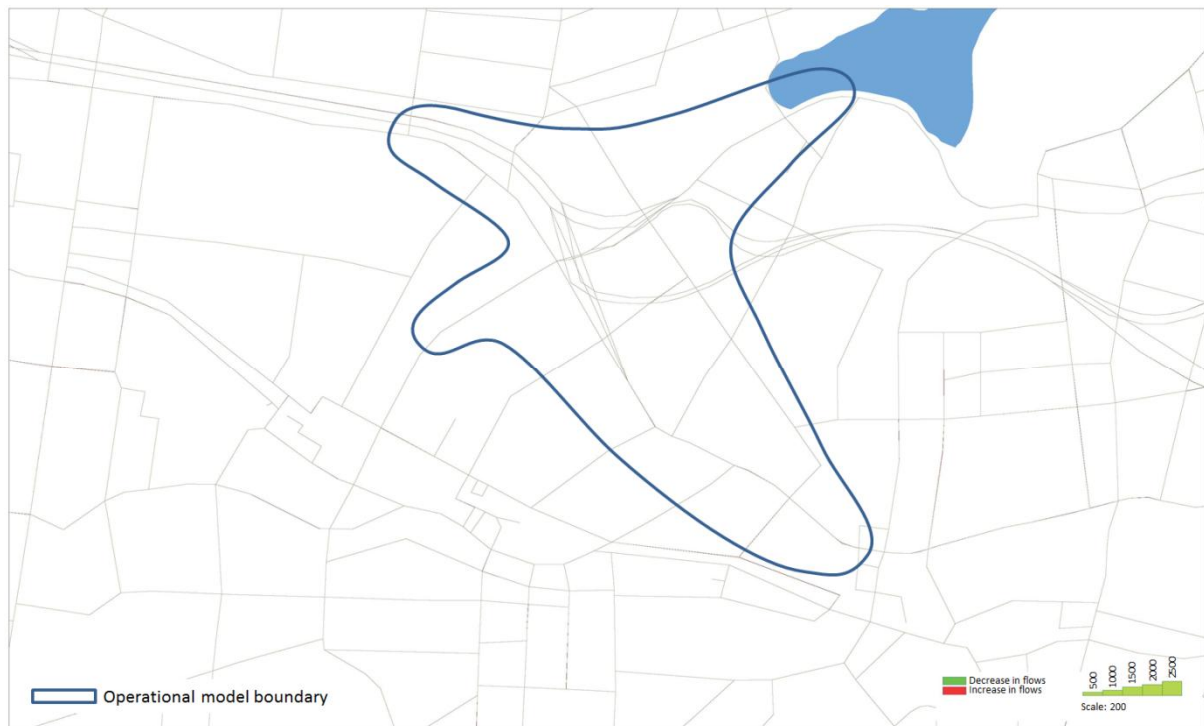 Operational model boundary
Decrease in flows
Increase in flows
500
1000
1500
2000
2500
Scale: 200